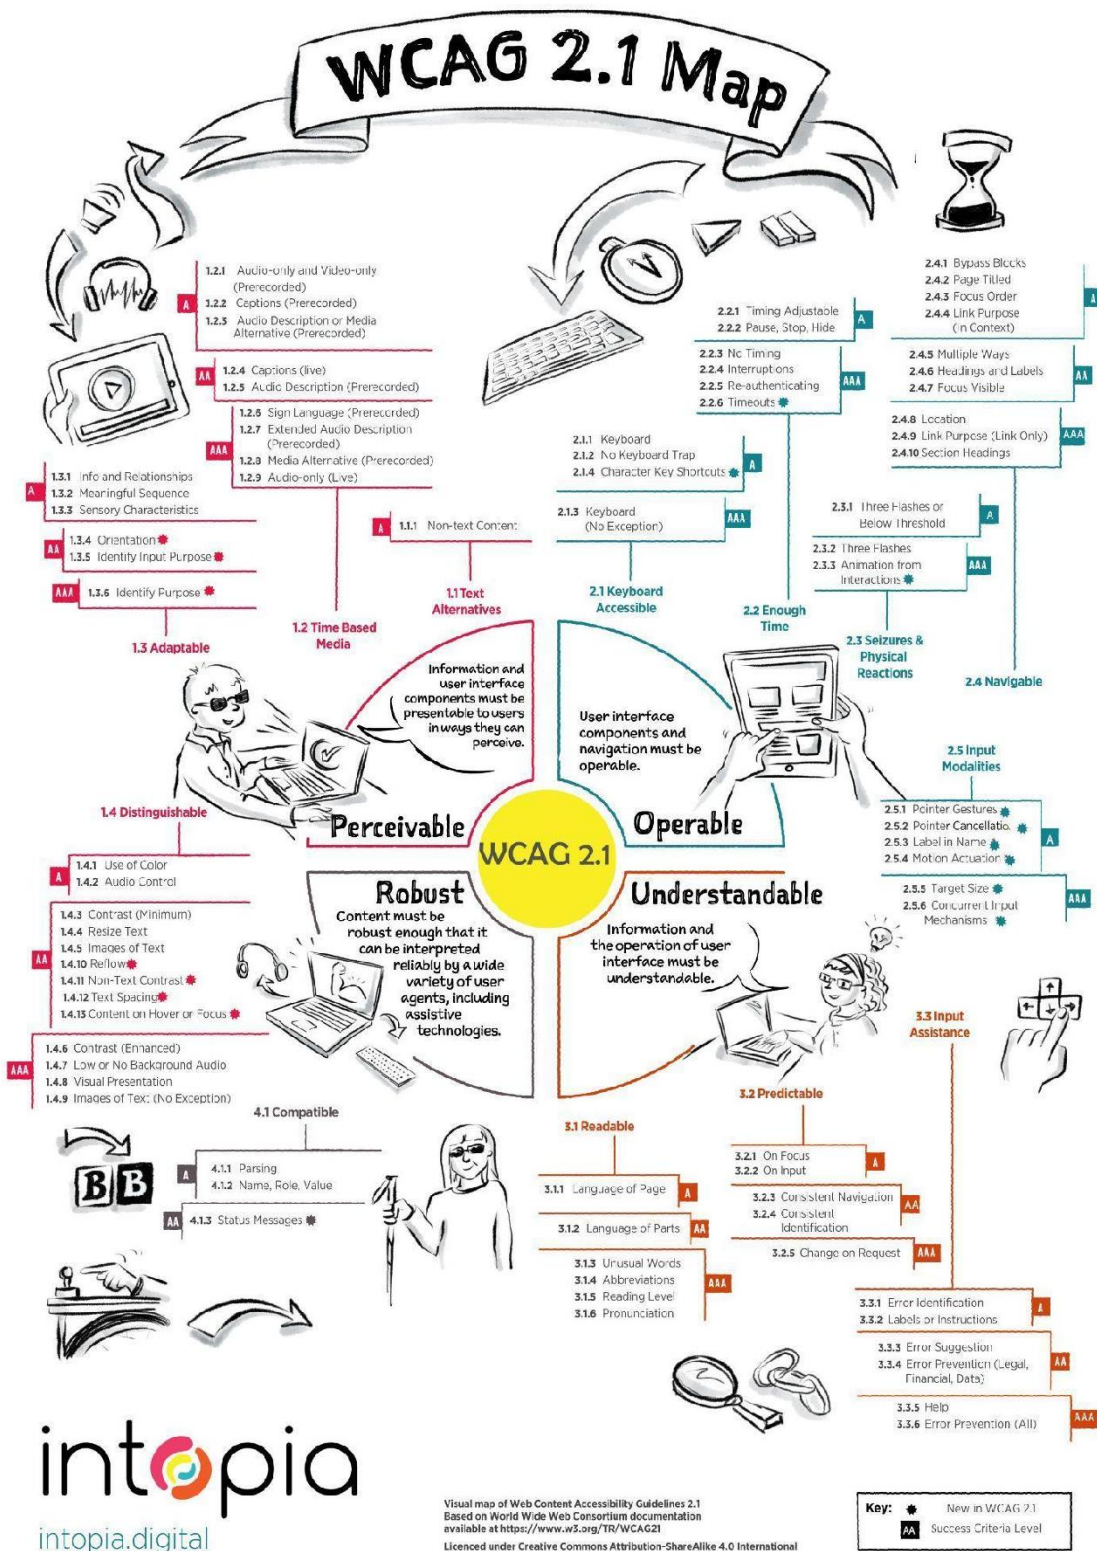 WCAG 2.1 Map
1.2.1 Audio-only and Video-only
(Prerecorded)
1.2.2 Captions (Prerecorded)
1.2.3 Audio Description or Media
Alternative (Prerecorded)
A
1.2.4 Captions (live)
1.2.5 Audio Description (Prerecorded)
AA
1.2.6 Sign Language (Prerecorded)
1.2.7 Extended Audio Description
(Prerecorded)
1.2.8 Media Alternative (Prerecorded)
1.2.9 Audio-only (Live)
AAA
1.2 Time Based
Media
1.3.1 Info and Relationships
1.3.2 Meaningful Sequence
1.3.3 Sensory Characteristics
A
1.3.4 Orientation
1.3.5 Identify Input Purpose
AA
1.3.6 Identify Purpose
AAA
1.3 Adaptable
1.1.1 Non-text Content
A
1.1 Text
Alternatives
2.1.1 Keyboard
2.1.2 No Keyboard Trap
2.1.4 Character Key Shortcuts
A
2.1.3 Keyboard
(No Exception)
AAA
2.1 Keyboard
Accessible
2.2.1 Timing Adjustable
2.2.2 Pause, Stop, Hide
A
2.2.3 No Timing
2.2.4 Interruptions
2.2.5 Re-authenticating
2.2.6 Timeouts
AAA
2.2 Enough
Time
2.3.1 Three Flashes or
Below Threshold
A
2.3.2 Three Flashes
2.3.3 Animation from
Interactions
AAA
2.3 Seizures &
Physical
Reactions
2.4.1 Bypass Blocks
2.4.2 Page Titled
2.4.3 Focus Order
2.4.4 Link Purpose
(in Context)
A
2.4.5 Multiple Ways
2.4.6 Headings and Labels
2.4.7 Focus Visible
AA
2.4.8 Location
2.4.9 Link Purpose (Link Only)
2.4.10 Section Headings
AAA
2.4 Navigable
2.5 Input
Modalities
2.5.1 Pointer Gestures
2.5.2 Pointer Cancellatio
2.5.3 Label in Name
2.5.4 Motion Actuation
A
2.5.5 Target Size
2.5.6 Concurrent Input
Mechanisms
AAA
Information and
user interface
components must be
presentable to users
in ways they can
perceive.
Perceivable
User interface
components and
navigation must be
operable.
Operable
WCAG 2.1
1.4 Distinguishable
1.4.1 Use of Color
1.4.2 Audio Control
A
1.4.3 Contrast (Minimum)
1.4.4 Resize Text
1.4.5 Images of Text
1.4.10 Reflow
1.4.11 Non-Text Contrast
1.4.12 Text Spacing
1.4.13 Content on Hover or Focus
AA
1.4.6 Contrast (Enhanced)
1.4.7 Low or No Background Audio
1.4.8 Visual Presentation
1.4.9 Images of Text (No Exception)
AAA
Robust
Content must be
robust enough that it
can be interpreted
reliably by a wide
variety of user
agents, including
assistive
technologies.
Understandable
Information and
the operation of user
interface must be
understandable.
4.1 Compatible
4.1.1 Parsing
4.1.2 Name, Role, Value
A
4.1.3 Status Messages
AA
B B
3.1 Readable
3.1.1 Language of Page
A
3.1.2 Language of Parts
AA
3.1.3 Unusual Words
3.1.4 Abbreviations
3.1.5 Reading Level
3.1.6 Pronunciation
AAA
3.2 Predictable
3.2.1 On Focus
3.2.2 On Input
A
3.2.3 Consistent Navigation
3.2.4 Consistent
Identification
AA
3.2.5 Change on Request
AAA
3.3 Input
Assistance
3.3.1 Error Identification
3.3.2 Labels or Instructions
A
3.3.3 Error Suggestion
3.3.4 Error Prevention (Legal,
Financial, Data)
AA
3.3.5 Help
3.3.6 Error Prevention (All)
AAA
intopia
intopia.digital
Visual map of Web Content Accessibility Guidelines 2.1
Based on World Wide Web Consortium documentation
available at https://www.w3.org/TR/WCAG21
Licenced under Creative Commons Attribution-ShareAlike 4.0 International
Key: New in WCAG 2.1
AA Success Criteria Level